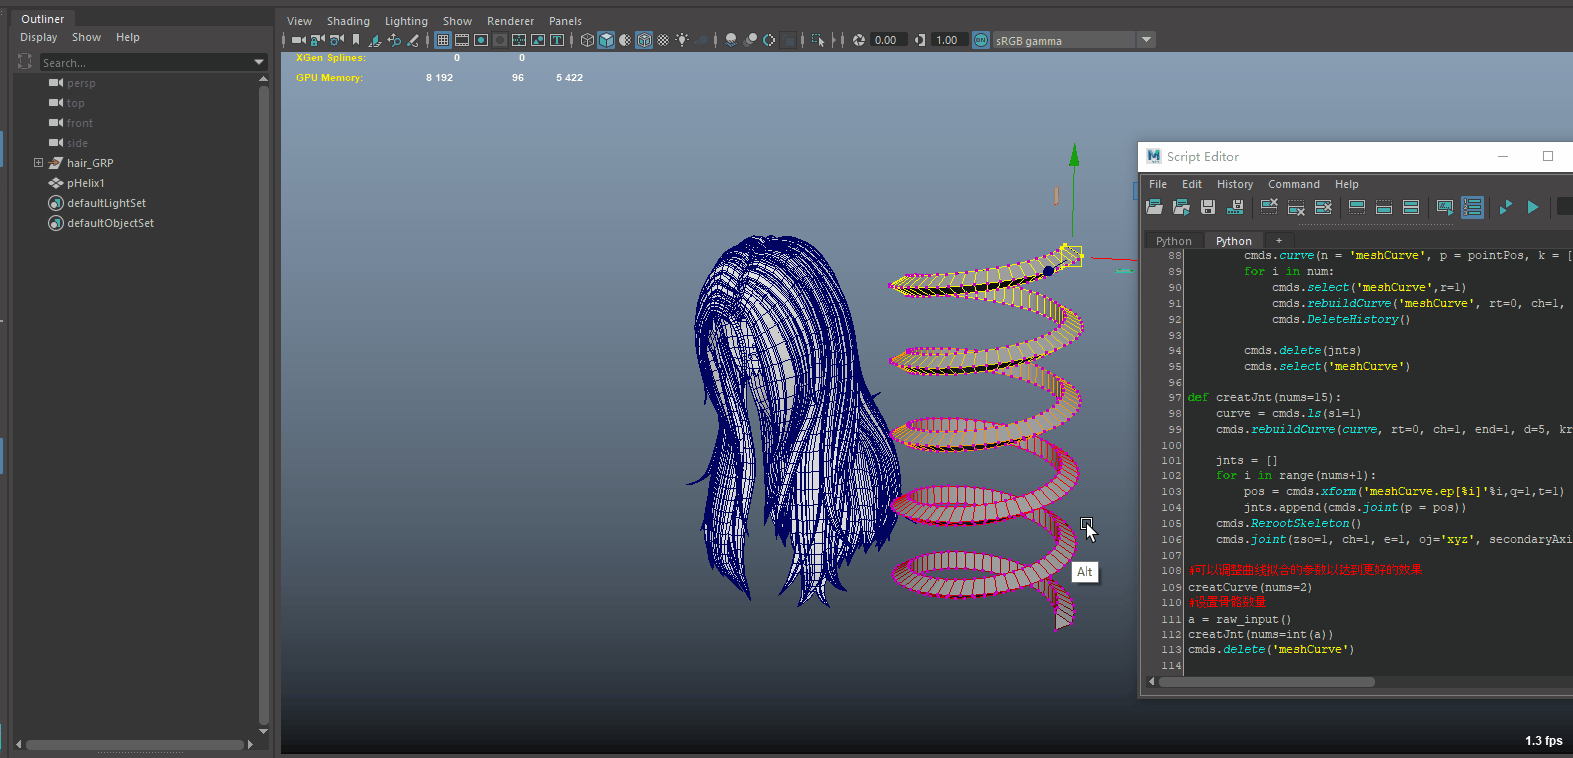 Outliner
Display Show Help
Search...
persp
top
front
side
hair_GRP
pHelix1
defaultLightSet
defaultObjectSet
View Shading Lighting Show Renderer Panels
0.00 1.00 ON sRGB gamma
XGen Splines: 0 0
GPU Memory: 8 192 96 5 422
Alt
1.3 fps
Script Editor
File Edit History Command Help
Python Python +
88 cmds.curve(n = 'meshCurve', p = pointPos, k = [
89 for i in num:
90 cmds.select('meshCurve',r=1)
91 cmds.rebuildCurve('meshCurve', rt=0, ch=1,
92 cmds.DeleteHistory()
93
94 cmds.delete(jnts)
95 cmds.select('meshCurve')
96
97 def creatJnt(nums=15):
98 curve = cmds.ls(sl=1)
99 cmds.rebuildCurve(curve, rt=0, ch=1, end=1, d=5, kr
100
101 jnts = []
102 for i in range(nums+1):
103 pos = cmds.xform('meshCurve.ep[%i]'%i,q=1,t=1)
104 jnts.append(cmds.joint(p = pos))
105 cmds.RerootSkeleton()
106 cmds.joint(zso=1, ch=1, e=1, oj='xyz', secondaryAxi
107
108 #可以调整曲线拟合的参数以达到更好的效果
109 creatCurve(nums=2)
110 #设置骨骼数量
111 a = raw_input()
112 creatJnt(nums=int(a))
113 cmds.delete('meshCurve')
114